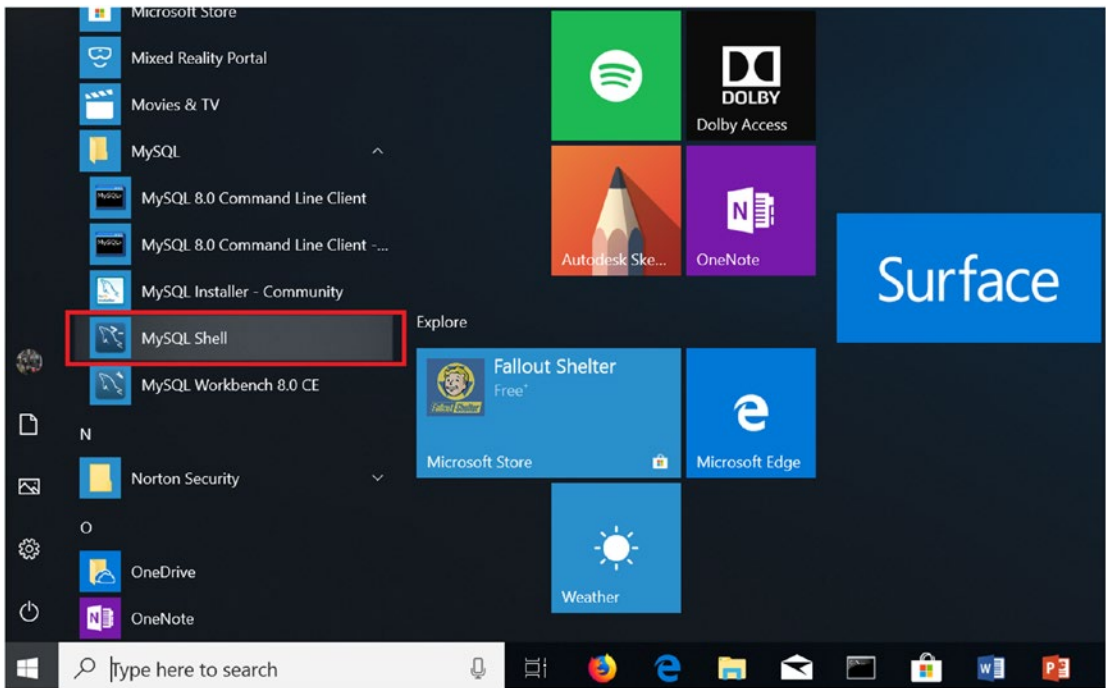 Microsoft Store
Mixed Reality Portal
Movies & TV
MySQL
MySQL 8.0 Command Line Client
MySQL 8.0 Command Line Client -...
MySQL Installer - Community
MySQL Shell
MySQL Workbench 8.0 CE
N
Norton Security
O
OneDrive
OneNote
DOLBY
Dolby Access
Autodesk Ske...
OneNote
Surface
Explore
Fallout Shelter
Free+
Microsoft Store
Microsoft Edge
Weather
Type here to search